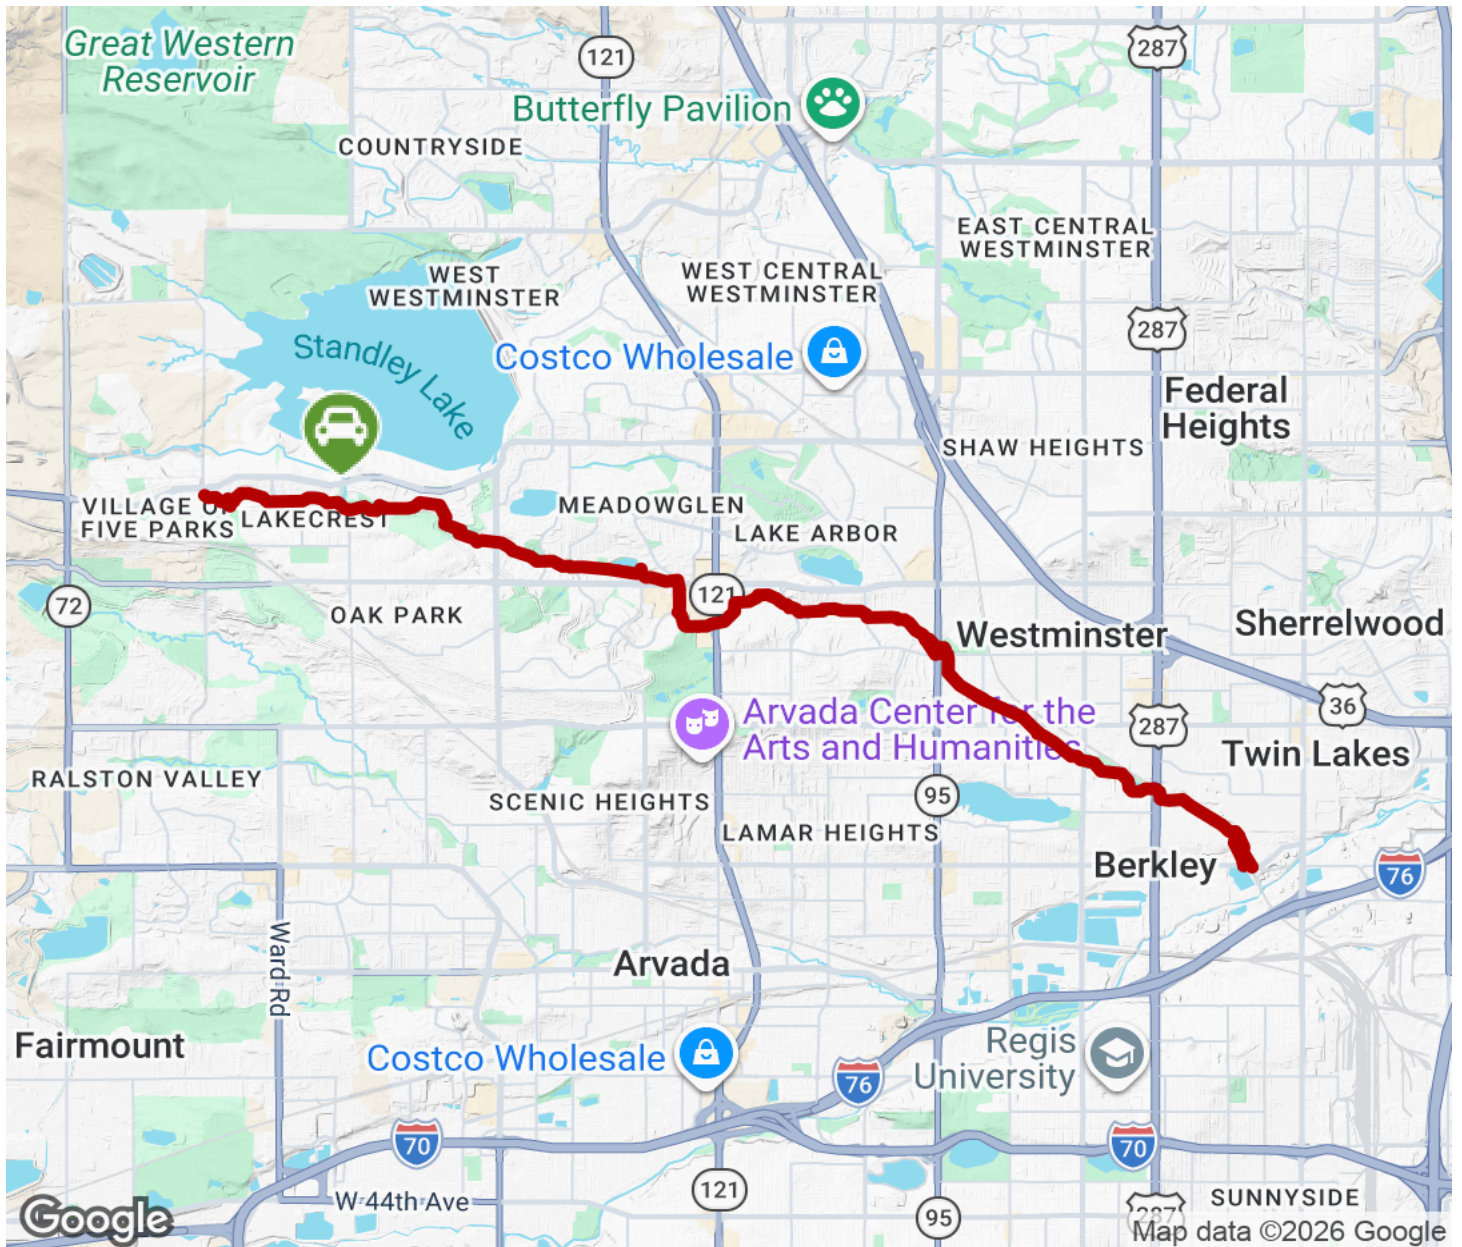 Great Western
Reservoir
121
287
Butterfly Pavilion
COUNTRYSIDE
EAST CENTRAL
WESTMINSTER
WEST
WESTMINSTER
WEST CENTRAL
WESTMINSTER
287
Standley Lake
Costco Wholesale
Federal
Heights
SHAW HEIGHTS
VILLAGE OF
FIVE PARKS
LAKECREST
MEADOWGLEN
LAKE ARBOR
72
121
OAK PARK
Westminster
Sherrelwood
36
Arvada Center for the
Arts and Humanities
287
Twin Lakes
RALSTON VALLEY
SCENIC HEIGHTS
95
LAMAR HEIGHTS
Berkley
76
Ward Rd
Arvada
Fairmount
Costco Wholesale
Regis
University
76
70
70
W 44th Ave
121
95
287
SUNNYSIDE
Google
Map data ©2026 Google